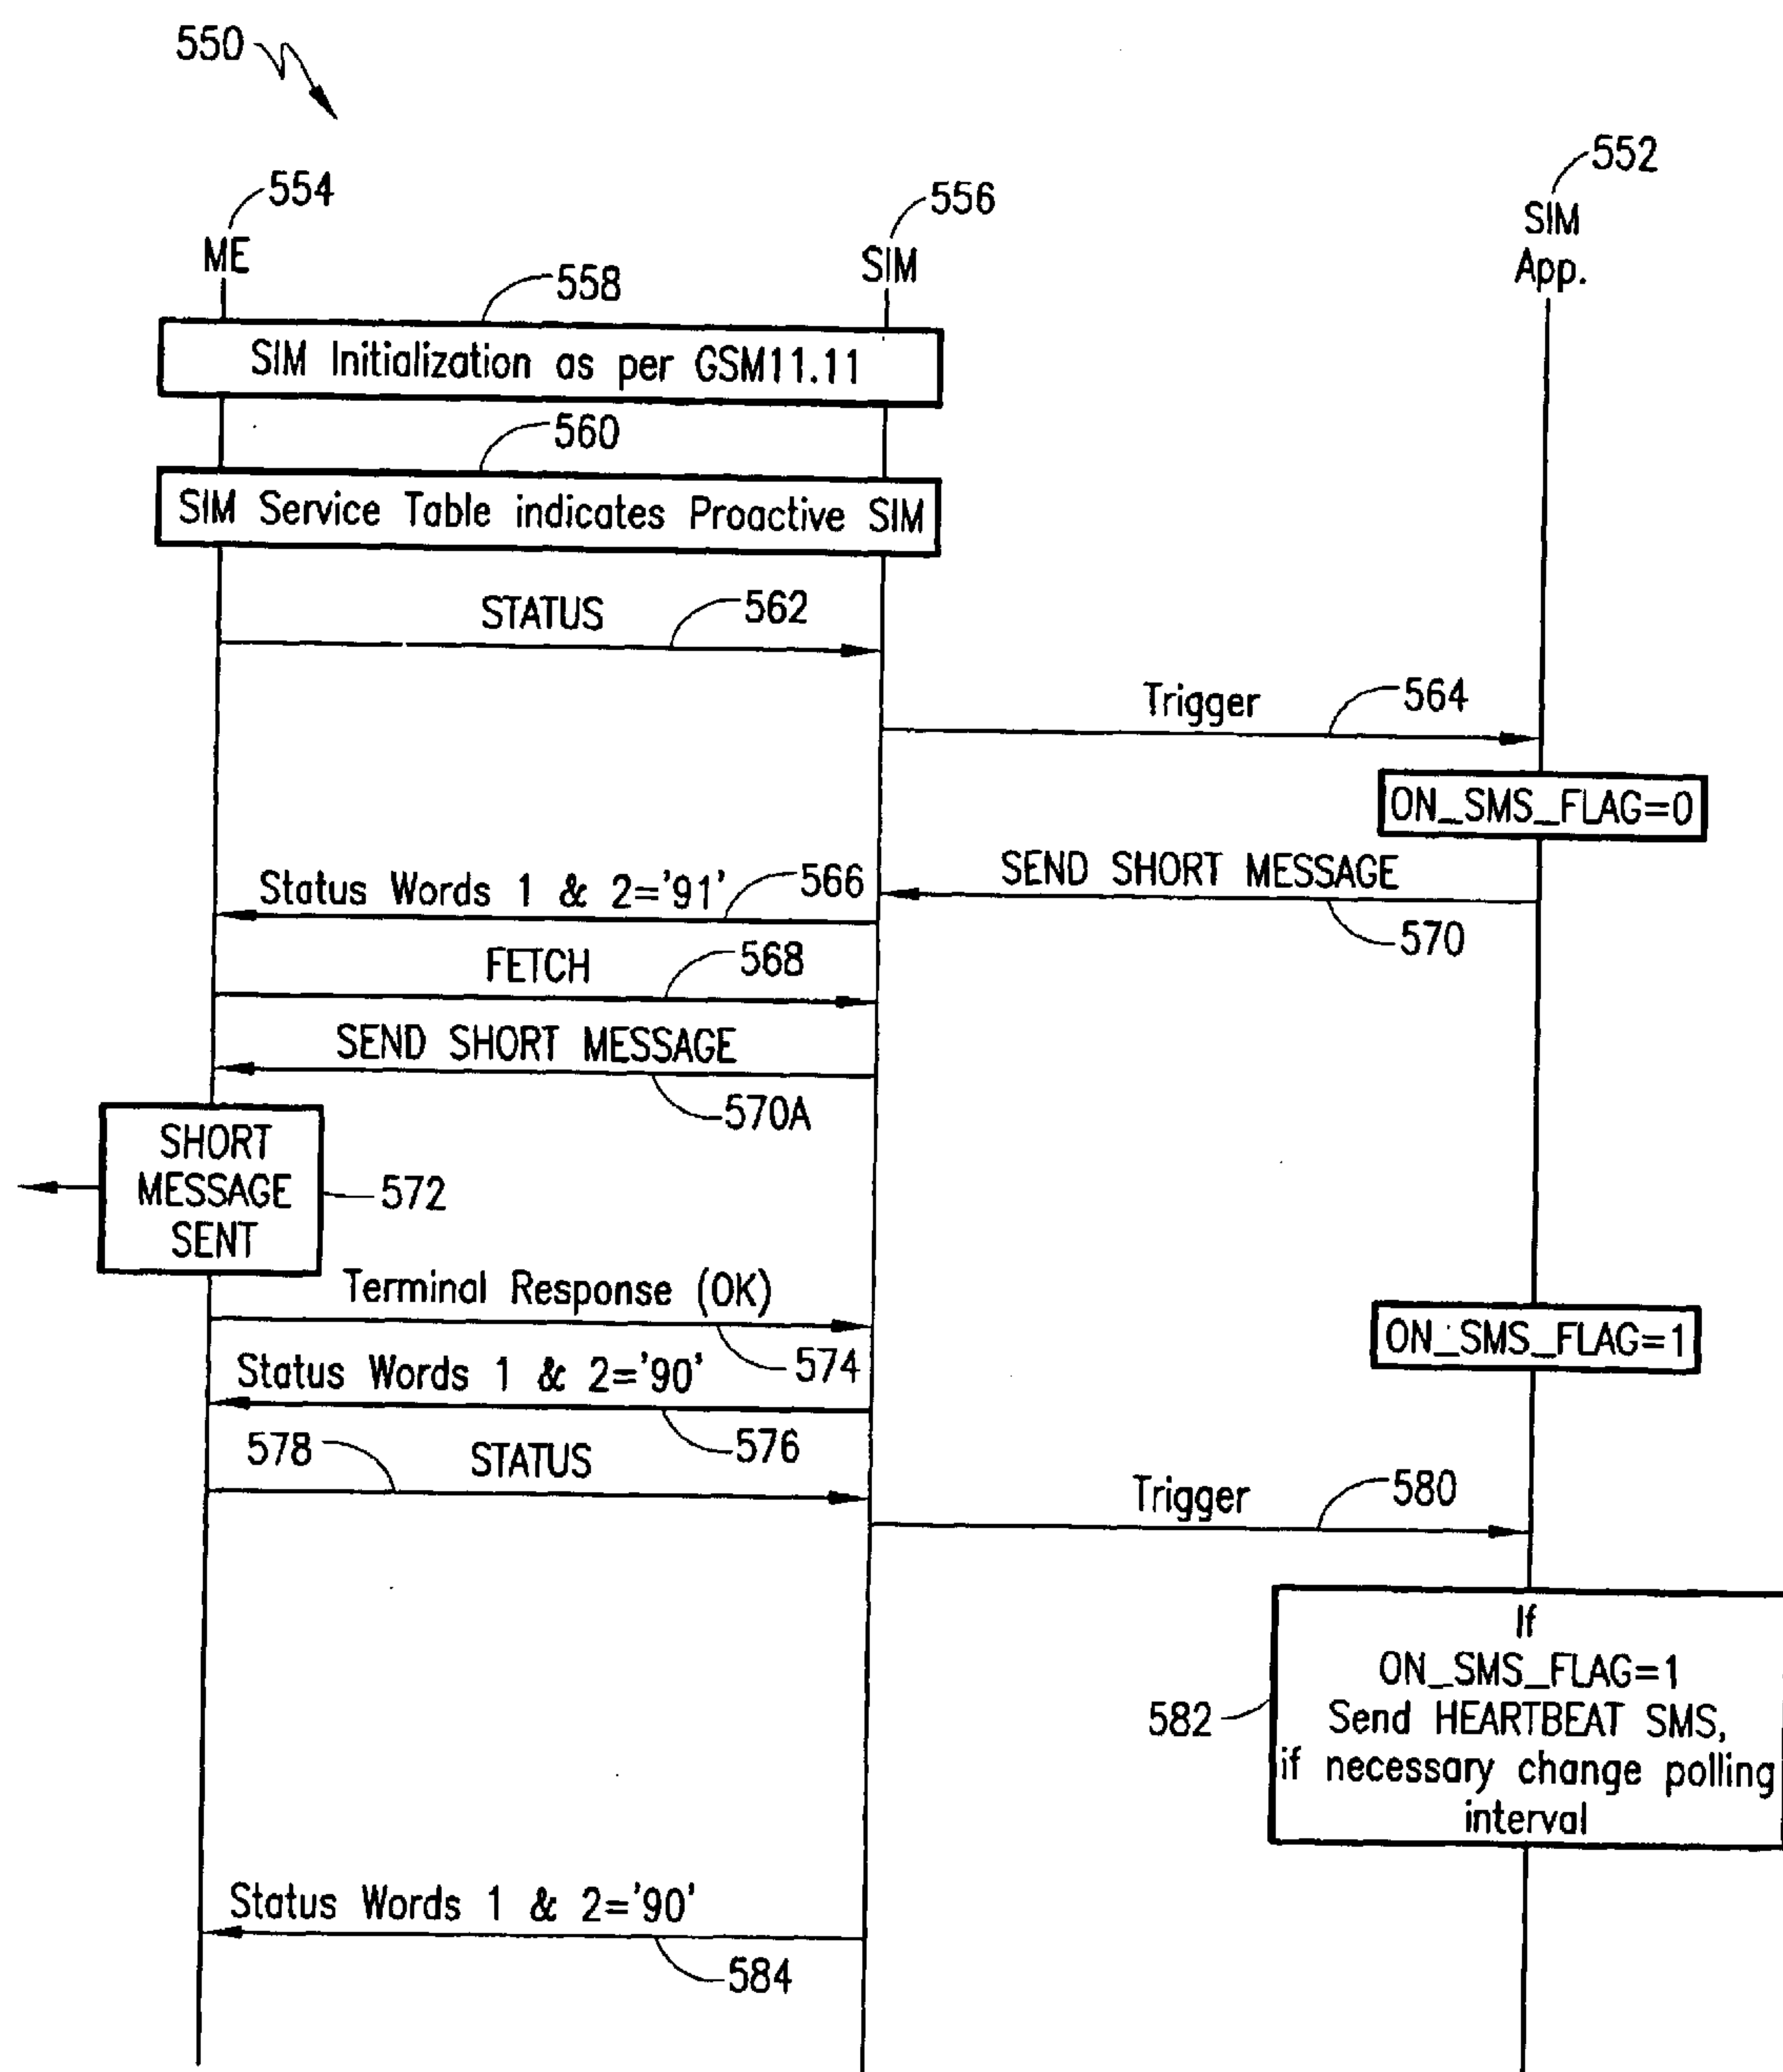 550
552
554
556
SIM
App.
ME
SIM
558
SIM Initialization as per GSM11.11
560
SIM Service Table indicates Proactive SIM
STATUS
562
Trigger
564
ON_SMS_FLAG=0
SEND SHORT MESSAGE
570
Status Words 1 & 2='91'
566
FETCH
568
SEND SHORT MESSAGE
570A
SHORT
MESSAGE
SENT
572
Terminal Response (OK)
574
ON_SMS_FLAG=1
Status Words 1 & 2='90'
576
578
STATUS
Trigger
580
If
ON_SMS_FLAG=1
Send HEARTBEAT SMS,
if necessary change polling
interval
582
Status Words 1 & 2='90'
584